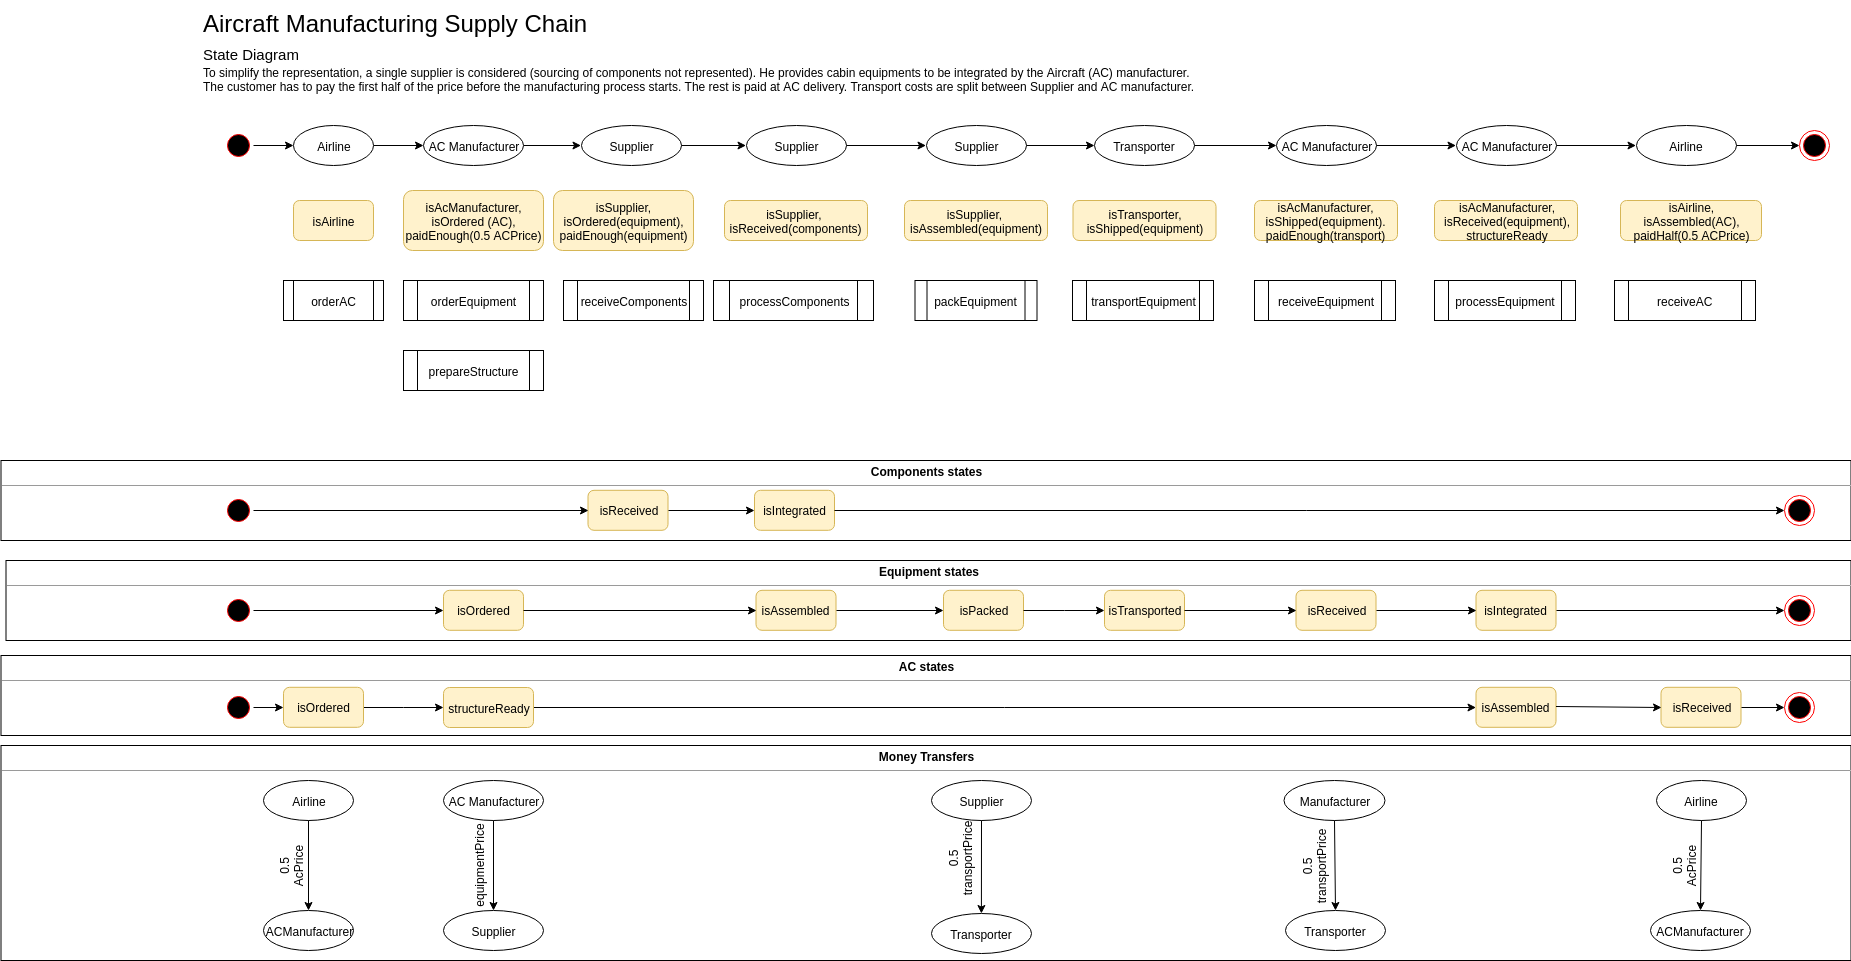 Aircraft Manufacturing Supply Chain
State Diagram
To simplify the representation, a single supplier is considered (sourcing of components not represented). He provides cabin equipments to be integrated by the Aircraft (AC) manufacturer.
The customer has to pay the first half of the price before the manufacturing process starts. The rest is paid at AC delivery. Transport costs are split between Supplier and AC manufacturer.
Airline
AC Manufacturer
Supplier
Supplier
Supplier
Transporter
AC Manufacturer
AC Manufacturer
Airline
isAirline
isAcManufacturer,
isOrdered (AC),
paidEnough(0.5 ACPrice)
isSupplier,
isOrdered(equipment),
paidEnough(equipment)
isSupplier,
isReceived(components)
isSupplier,
isAssembled(equipment)
isTransporter,
isShipped(equipment)
isAcManufacturer,
isShipped(equipment).
paidEnough(transport)
isAcManufacturer,
isReceived(equipment),
structureReady
isAirline,
isAssembled(AC),
paidHalf(0.5 ACPrice)
orderAC
orderEquipment
receiveComponents
processComponents
packEquipment
transportEquipment
receiveEquipment
processEquipment
receiveAC
prepareStructure
Components states
isReceived
isIntegrated
Equipment states
isOrdered
isAssembled
isPacked
isTransported
isReceived
isIntegrated
AC states
isOrdered
structureReady
isAssembled
isReceived
Money Transfers
Airline
AC Manufacturer
Supplier
Manufacturer
Airline
0.5
AcPrice
equipmentPrice
0.5
transportPrice
0.5
transportPrice
0.5
AcPrice
ACManufacturer
Supplier
Transporter
Transporter
ACManufacturer